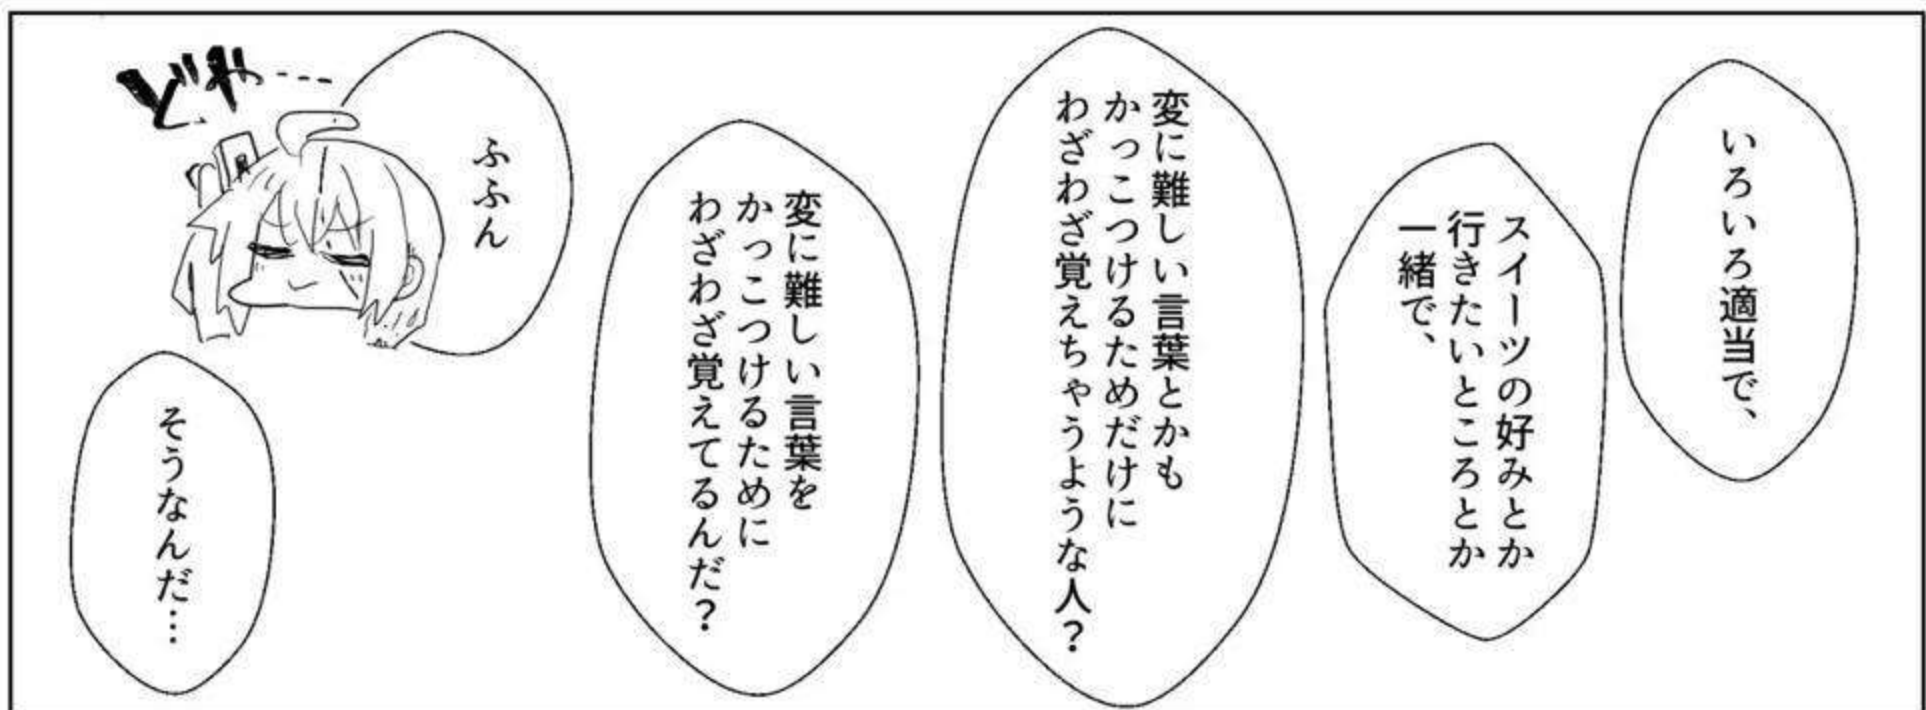 いろいろ適当で、
スイーツの好みとか
行きたいところとか
一緒で、
変に難しい言葉とかも
かっこつけるためだけに
わざわざ覚えちゃうような人？
変に難しい言葉を
かっこつけるために
わざわざ覚えてるんだ？
ふふん
どや…
そうなんだ…